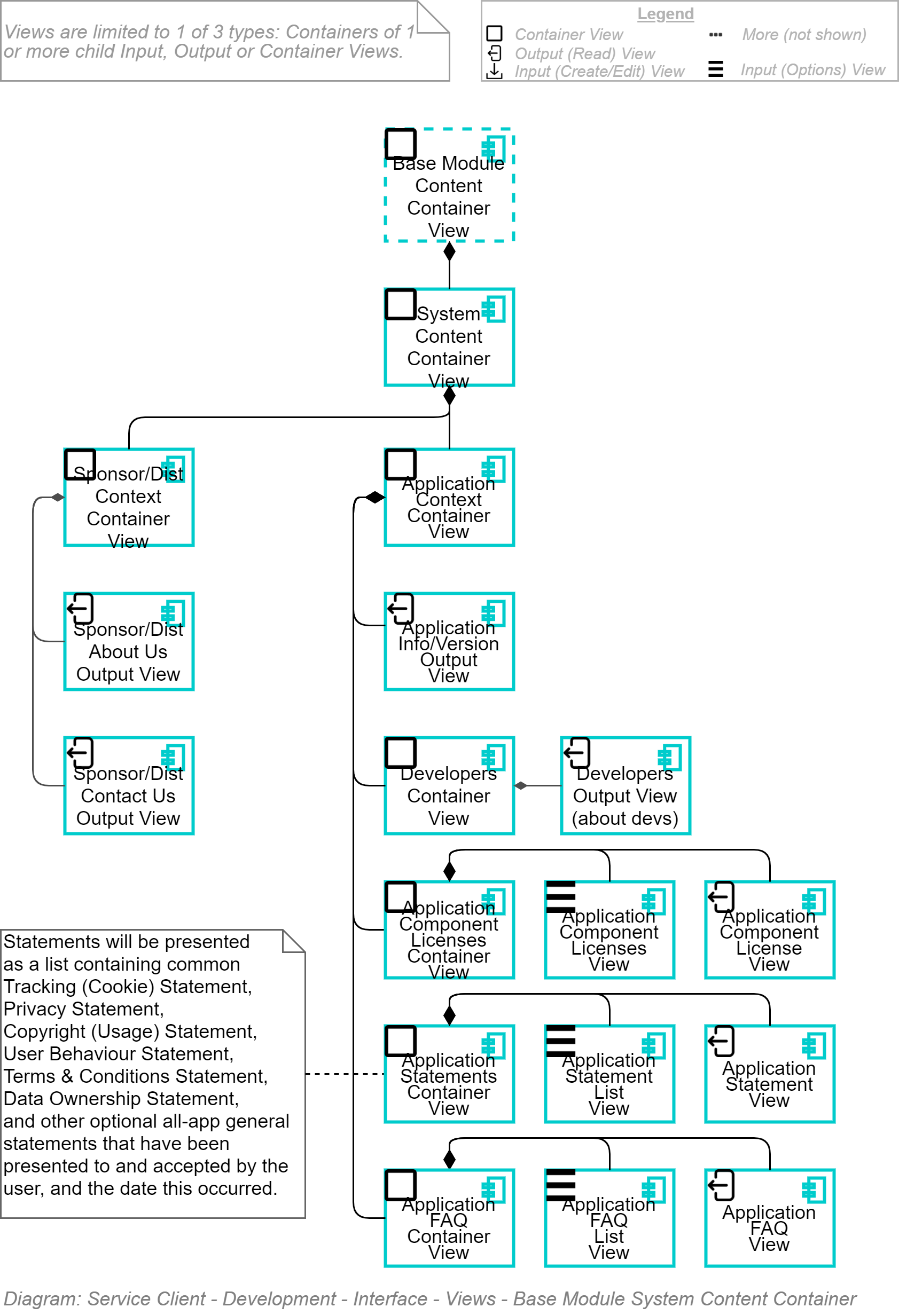 Views are limited to 1 of 3 types: Containers of 1
or more child Input, Output or Container Views.
Legend
Container View
More (not shown)
Output (Read) View
Input (Create/Edit) View
Input (Options) View
Base Module
Content
Container
View
System
Content
Container
View
Sponsor/Dist
Context
Container
View
Application
Context
Container
View
Sponsor/Dist
About Us
Output View
Application
Info/Version
Output
View
Sponsor/Dist
Contact Us
Output View
Developers
Container
View
Developers
Output View
(about devs)
Application
Component
Licenses
Container
View
Application
Component
Licenses
View
Application
Component
License
View
Statements will be presented
as a list containing common
Tracking (Cookie) Statement,
Privacy Statement,
Copyright (Usage) Statement,
User Behaviour Statement,
Terms & Conditions Statement,
Data Ownership Statement,
and other optional all-app general
statements that have been
presented to and accepted by the
user, and the date this occurred.
Application
Statements
Container
View
Application
Statement
List
View
Application
Statement
View
Application
FAQ
Container
View
Application
FAQ
List
View
Application
FAQ
View
Diagram: Service Client - Development - Interface - Views - Base Module System Content Container